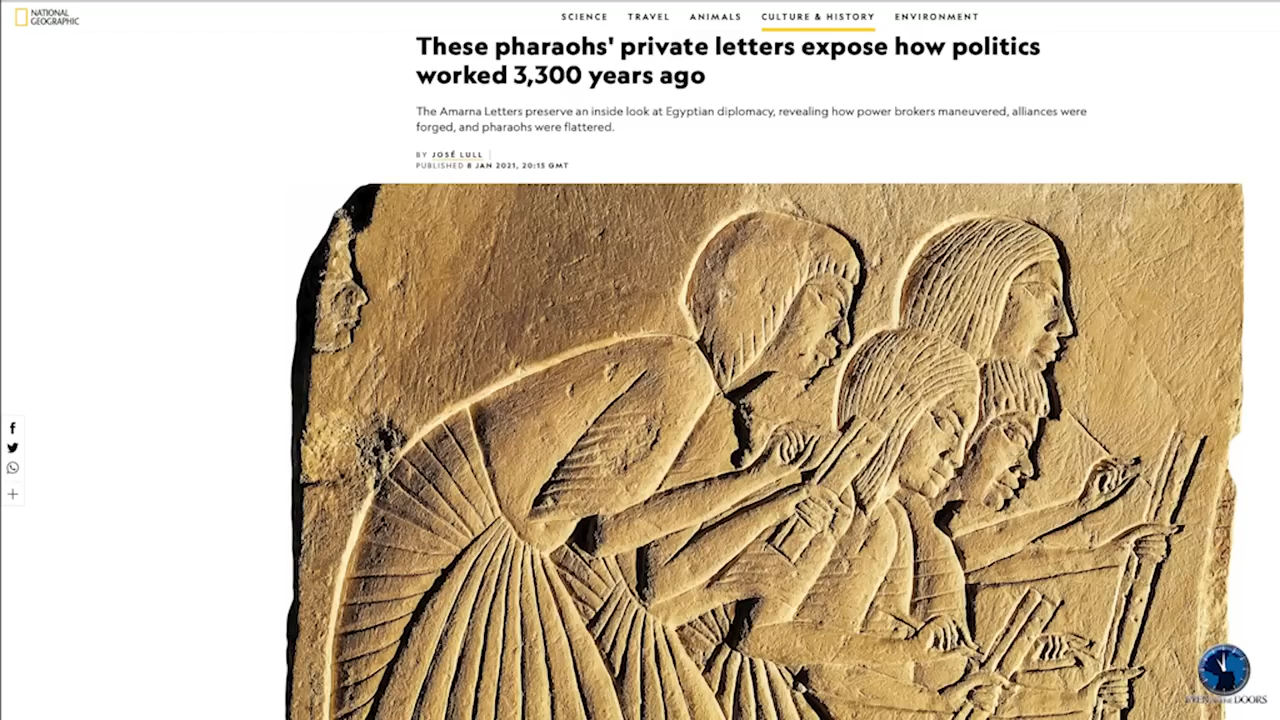 NATIONAL
GEOGRAPHIC
SCIENCE TRAVEL ANIMALS CULTURE & HISTORY ENVIRONMENT
These pharaohs' private letters expose how politics
worked 3,300 years ago
The Amarna Letters preserve an inside look at Egyptian diplomacy, revealing how power brokers maneuvered, alliances were
forged, and pharaohs were flattered.
BY JOSÉ LULL
PUBLISHED 8 JAN 2021, 20:15 GMT
DOORS